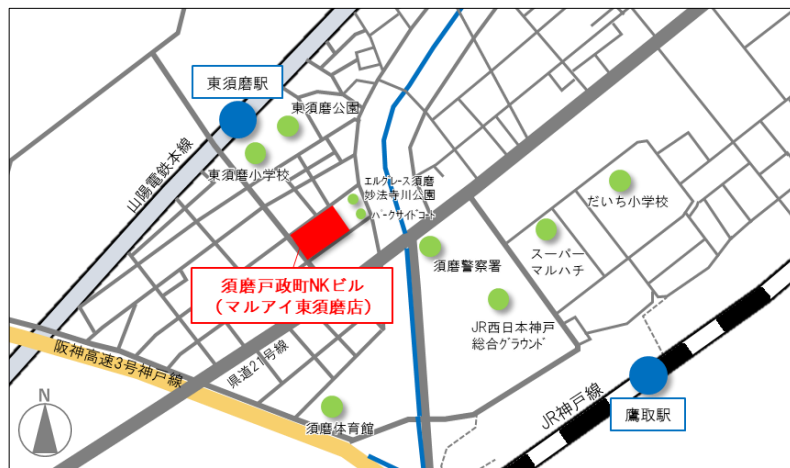 東須磨駅
東須磨公園
東須磨小学校
山陽電鉄本線
エルグレース須磨
妙法寺川公園
パークサイドコート
だいち小学校
スーパー
マルハチ
須磨警察署
須磨戸政町NKビル
(マルアイ東須磨店)
JR西日本神戸
総合グラウンド
阪神高速3号神戸線
県道21号線
JR神戸線
鷹取駅
須磨体育館
N